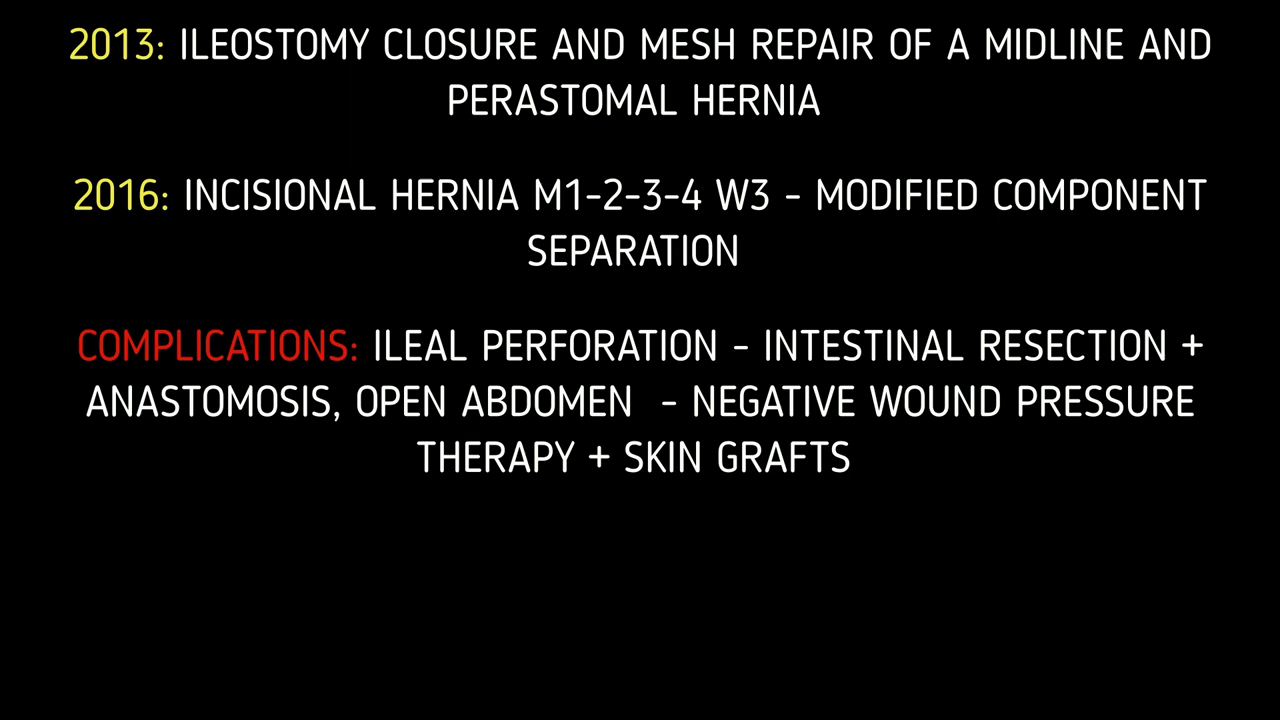 2013: ILEOSTOMY CLOSURE AND MESH REPAIR OF A MIDLINE AND
PERASTOMAL HERNIA
2016: INCISIONAL HERNIA M1-2-3-4 W3 - MODIFIED COMPONENT
SEPARATION
COMPLICATIONS: ILEAL PERFORATION - INTESTINAL RESECTION +
ANASTOMOSIS, OPEN ABDOMEN - NEGATIVE WOUND PRESSURE
THERAPY + SKIN GRAFTS